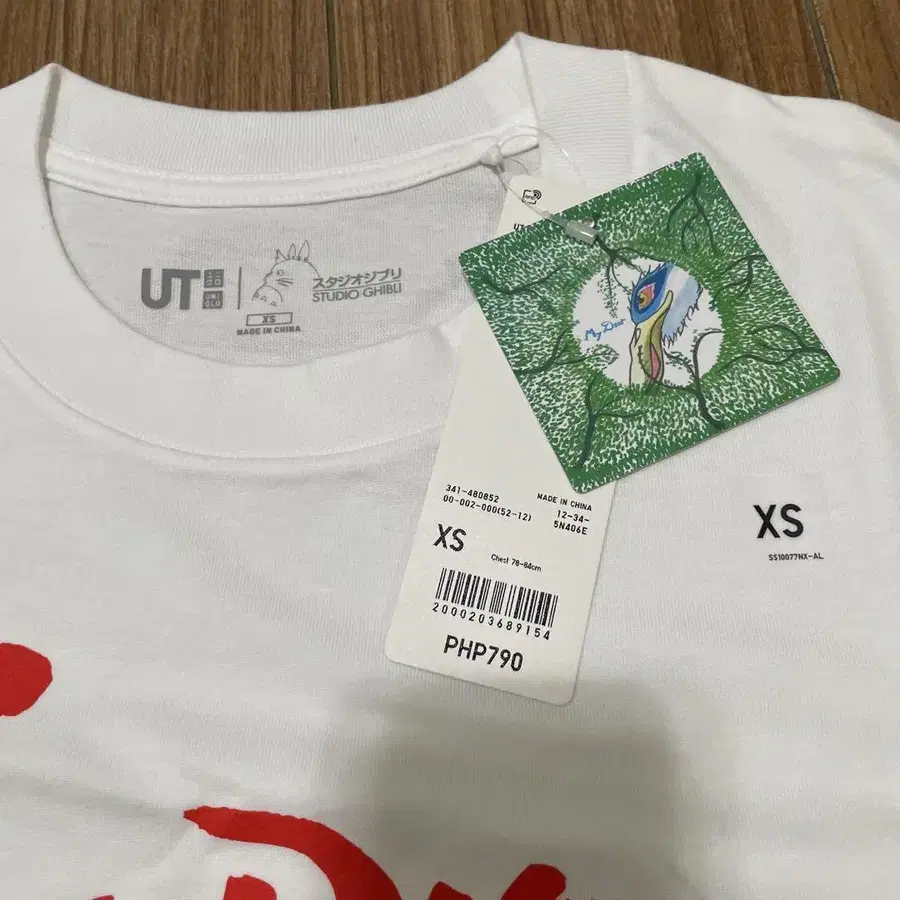 UT
UNI
QLO
スタジオジブリ
STUDIO GHIBLI
XS
MADE IN CHINA
UT
My Dear
341-480852
MADE IN CHINA
00-002-000(52-12)
12-34-
5N406E
XS
Chest 76-84cm
2000203689154
PHP790
XS
SS10077NX-AL